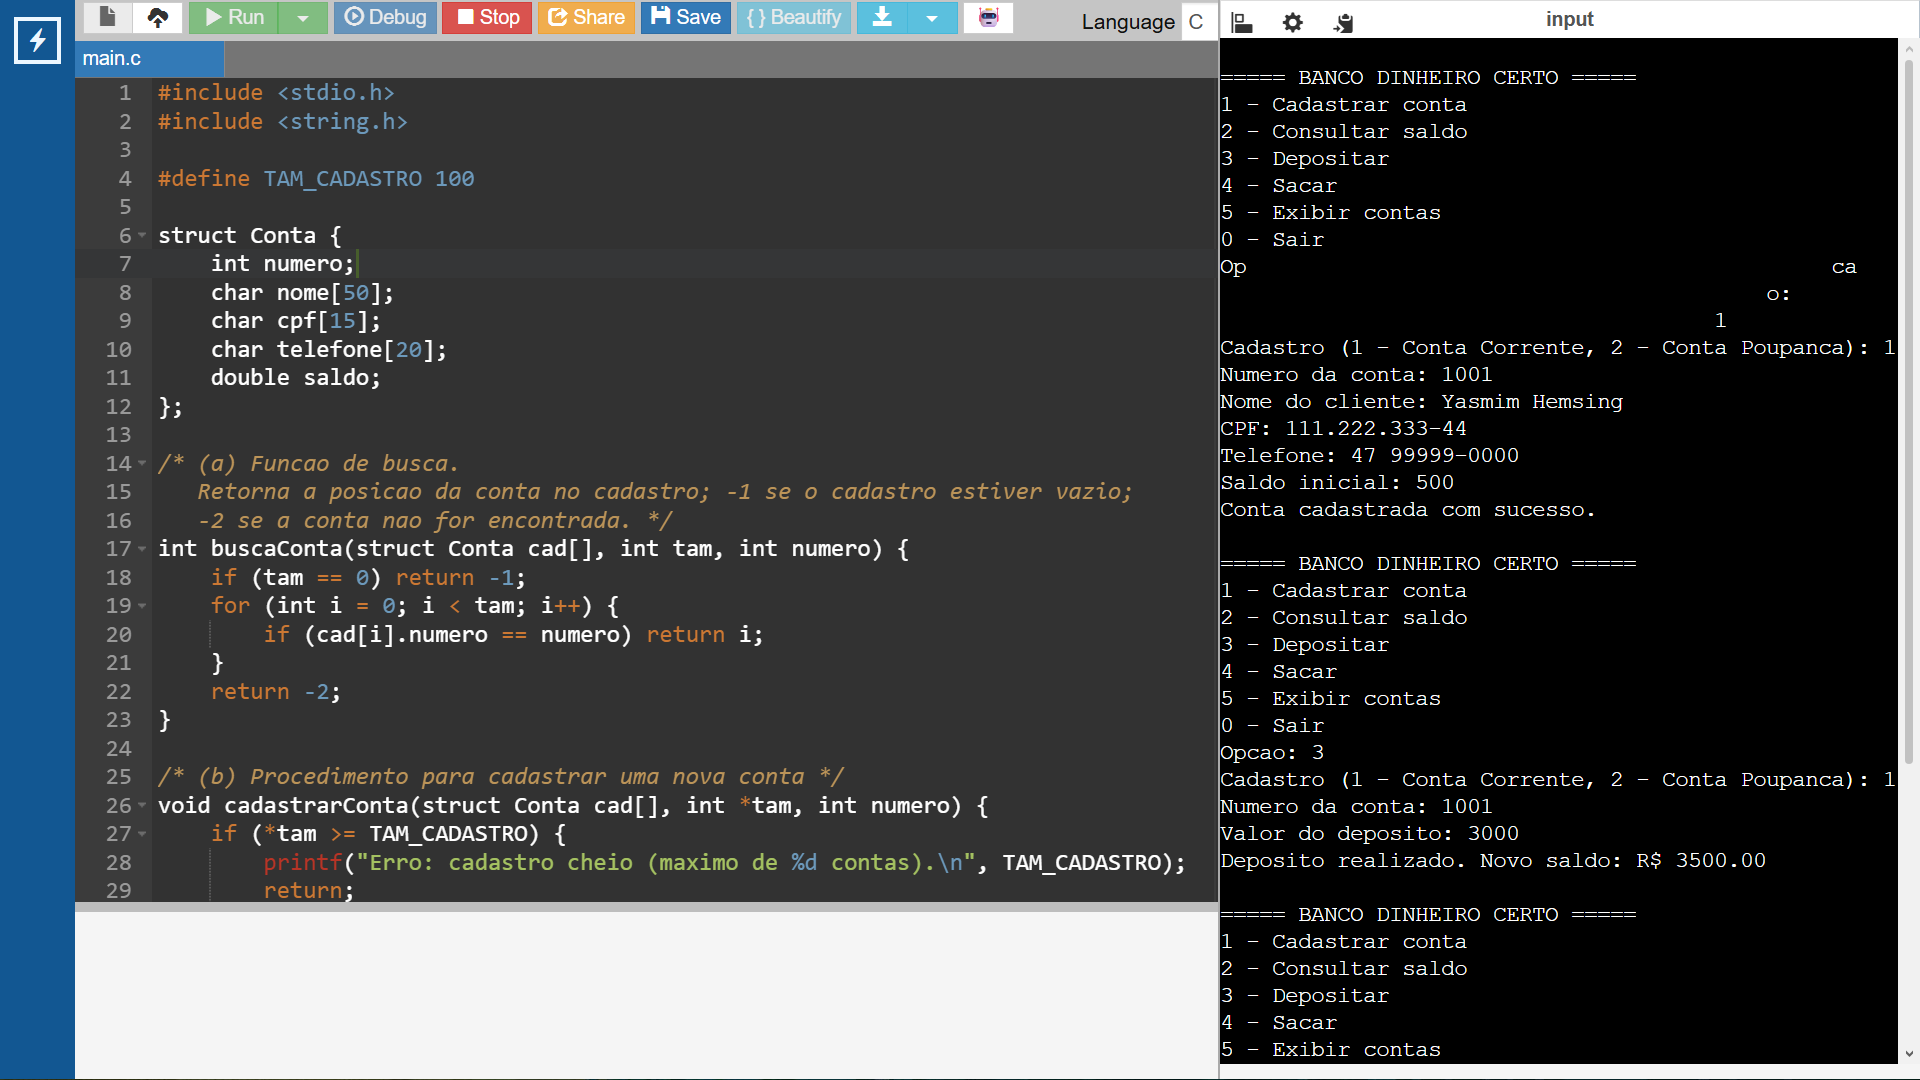 Run
Debug
Stop
Share
Save
{ } Beautify
Language C
main.c
1 #include <stdio.h>
2 #include <string.h>
3
4 #define TAM_CADASTRO 100
5
6 struct Conta {
7     int numero;
8     char nome[50];
9     char cpf[15];
10     char telefone[20];
11     double saldo;
12 };
13
14 /* (a) Funcao de busca.
15    Retorna a posicao da conta no cadastro; -1 se o cadastro estiver vazio;
16    -2 se a conta nao for encontrada. */
17 int buscaConta(struct Conta cad[], int tam, int numero) {
18     if (tam == 0) return -1;
19     for (int i = 0; i < tam; i++) {
20         if (cad[i].numero == numero) return i;
21     }
22     return -2;
23 }
24
25 /* (b) Procedimento para cadastrar uma nova conta */
26 void cadastrarConta(struct Conta cad[], int *tam, int numero) {
27     if (*tam >= TAM_CADASTRO) {
28         printf("Erro: cadastro cheio (maximo de %d contas).\n", TAM_CADASTRO);
29         return;
input
===== BANCO DINHEIRO CERTO =====
1 - Cadastrar conta
2 - Consultar saldo
3 - Depositar
4 - Sacar
5 - Exibir contas
0 - Sair
Op ca
o:
1
Cadastro (1 - Conta Corrente, 2 - Conta Poupanca): 1
Numero da conta: 1001
Nome do cliente: Yasmim Hemsing
CPF: 111.222.333-44
Telefone: 47 99999-0000
Saldo inicial: 500
Conta cadastrada com sucesso.
===== BANCO DINHEIRO CERTO =====
1 - Cadastrar conta
2 - Consultar saldo
3 - Depositar
4 - Sacar
5 - Exibir contas
0 - Sair
Opcao: 3
Cadastro (1 - Conta Corrente, 2 - Conta Poupanca): 1
Numero da conta: 1001
Valor do deposito: 3000
Deposito realizado. Novo saldo: R$ 3500.00
===== BANCO DINHEIRO CERTO =====
1 - Cadastrar conta
2 - Consultar saldo
3 - Depositar
4 - Sacar
5 - Exibir contas